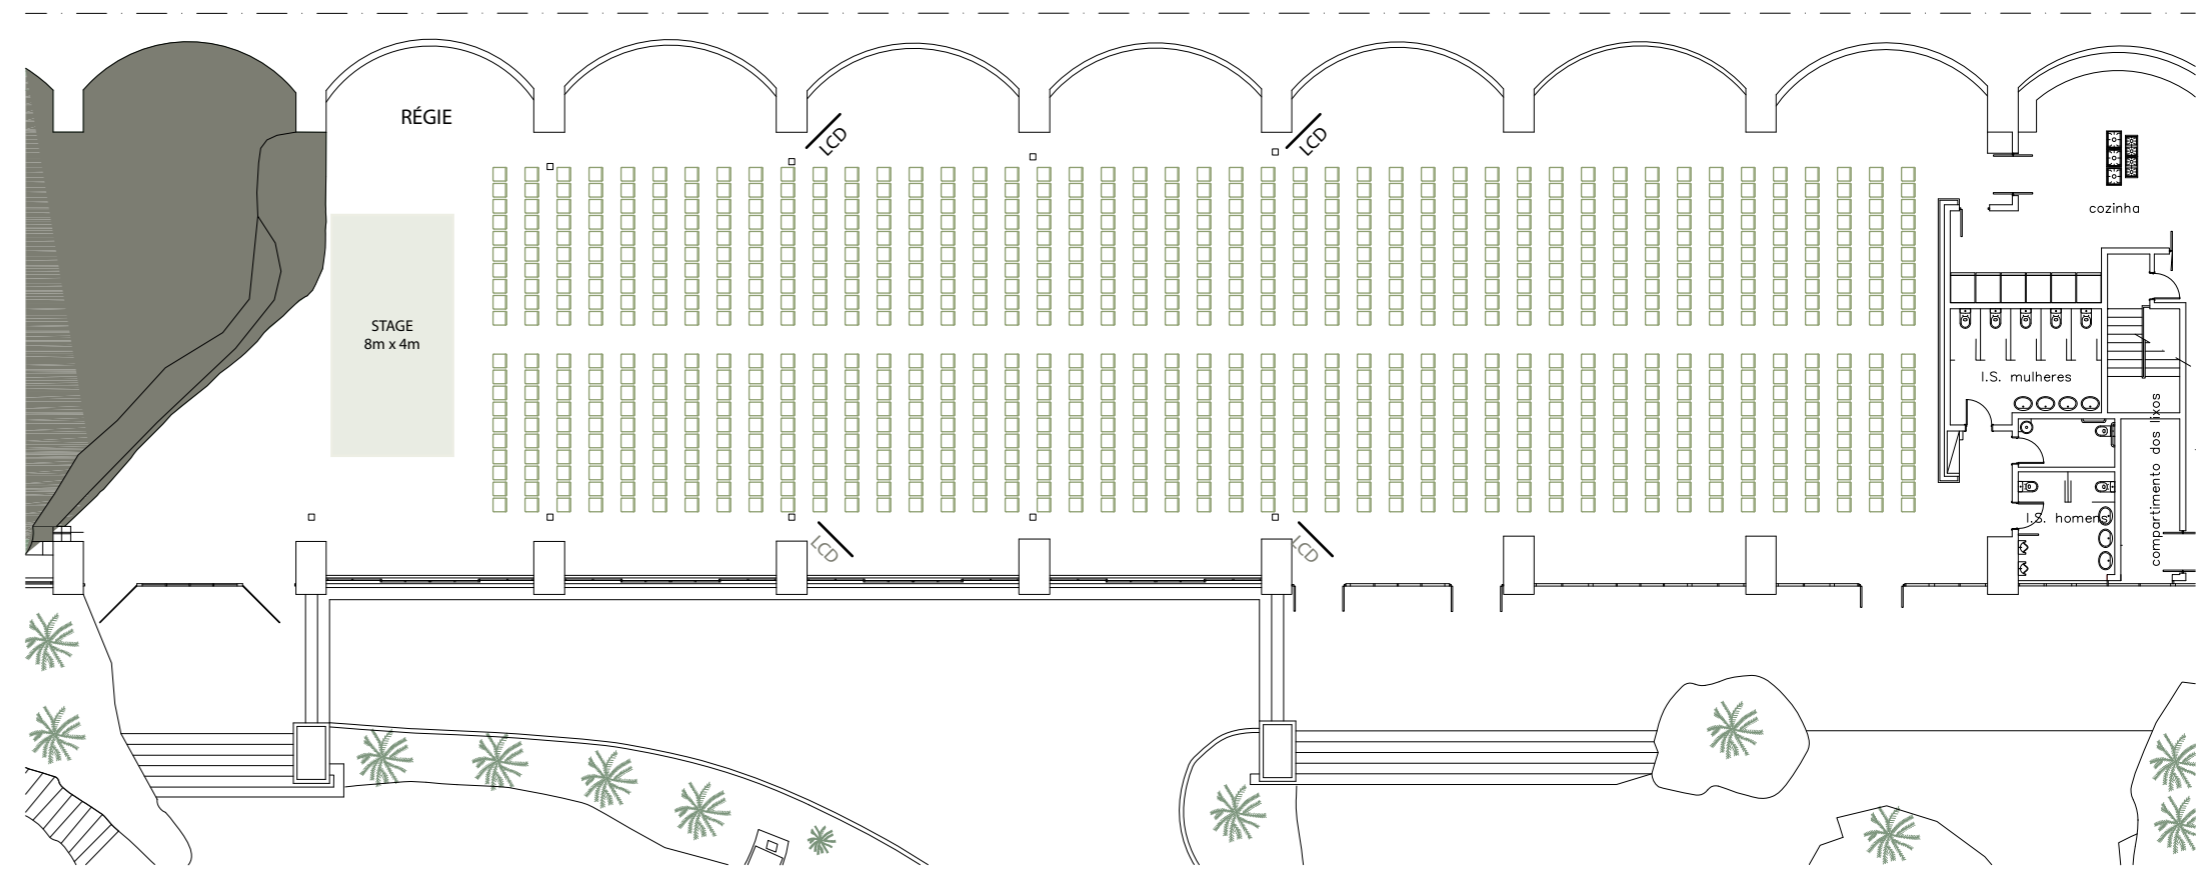 RÉGIE
LCD
LCD
cozinha
STAGE
8m x 4m
I.S. mulheres
compartimento dos lixos
I.S. homens
LCD
LCD